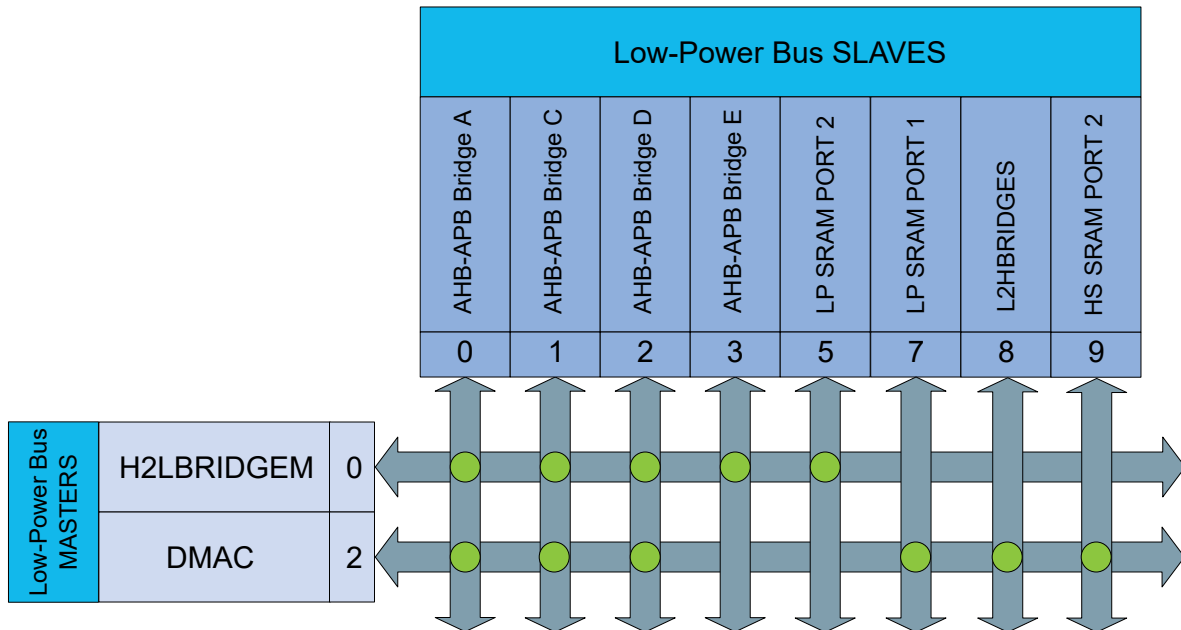 Low-Power Bus SLAVES
AHB-APB Bridge A
AHB-APB Bridge C
AHB-APB Bridge D
AHB-APB Bridge E
LP SRAM PORT 2
LP SRAM PORT 1
L2HBRIDGES
HS SRAM PORT 2
0 1 2 3 5 7 8 9
Low-Power Bus
MASTERS
H2LBRIDGEM 0
DMAC 2